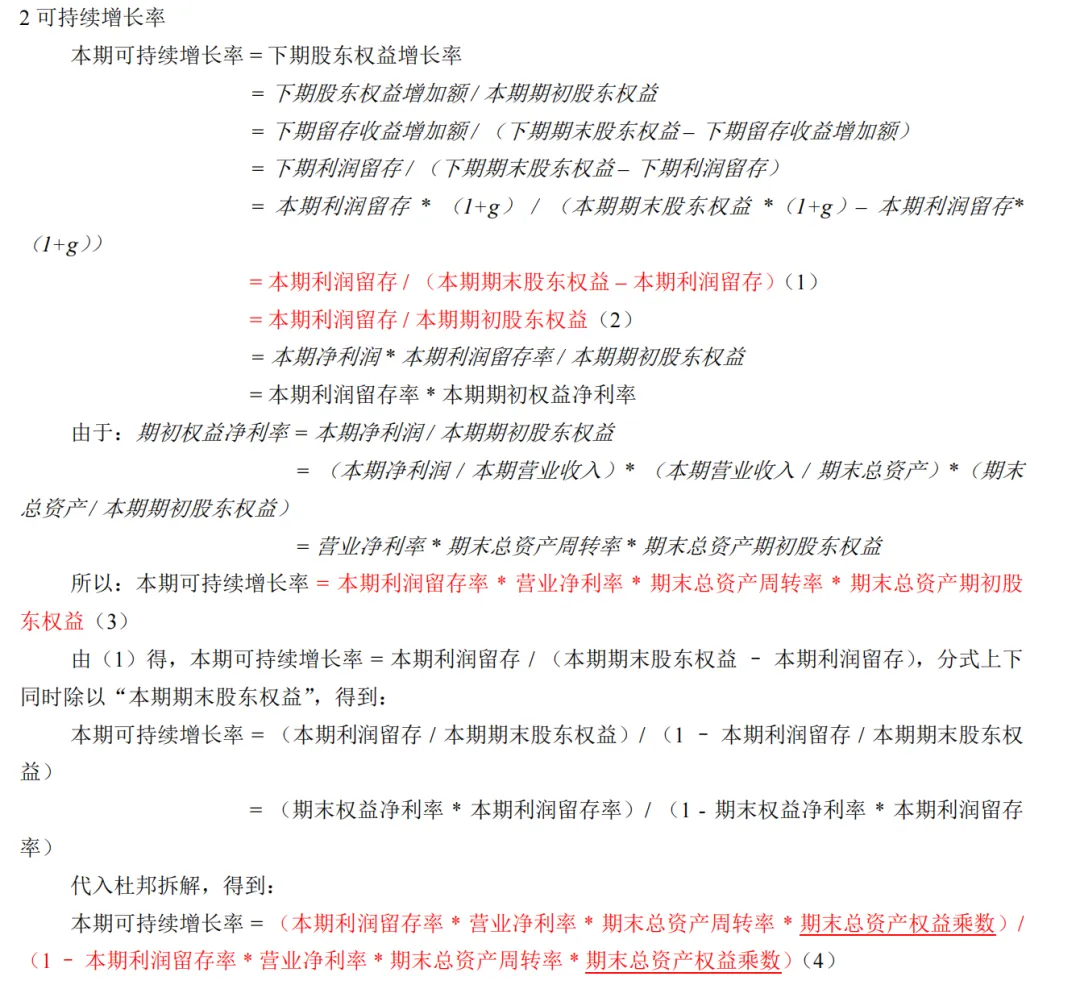 2 可持续增长率
本期可持续增长率 = 下期股东权益增长率
= 下期股东权益增加额 / 本期期初股东权益
= 下期留存收益增加额 / （下期期末股东权益 – 下期留存收益增加额）
= 下期利润留存 / （下期期末股东权益 – 下期利润留存）
= 本期利润留存 * （1+g） / （本期期末股东权益 *（1+g）– 本期利润留存*
（1+g））
= 本期利润留存 / （本期期末股东权益 – 本期利润留存）（1）
= 本期利润留存 / 本期期初股东权益（2）
= 本期净利润 * 本期利润留存率 / 本期期初股东权益
= 本期利润留存率 * 本期期初权益净利率
由于：期初权益净利率 = 本期净利润 / 本期期初股东权益
= （本期净利润 / 本期营业收入）* （本期营业收入 / 期末总资产）*（期末
总资产 / 本期期初股东权益）
= 营业净利率 * 期末总资产周转率 * 期末总资产期初股东权益
所以：本期可持续增长率 = 本期利润留存率 * 营业净利率 * 期末总资产周转率 * 期末总资产期初股
东权益（3）
由（1）得，本期可持续增长率 = 本期利润留存 / （本期期末股东权益 – 本期利润留存），分式上下
同时除以“本期期末股东权益”，得到：
本期可持续增长率 = （本期利润留存 / 本期期末股东权益）/ （1 – 本期利润留存 / 本期期末股东权
益）
= （期末权益净利率 * 本期利润留存率）/ （1 - 期末权益净利率 * 本期利润留存
率）
代入杜邦拆解，得到：
本期可持续增长率 = （本期利润留存率 * 营业净利率 * 期末总资产周转率 * 期末总资产权益乘数）/
（1 – 本期利润留存率 * 营业净利率 * 期末总资产周转率 * 期末总资产权益乘数）（4）